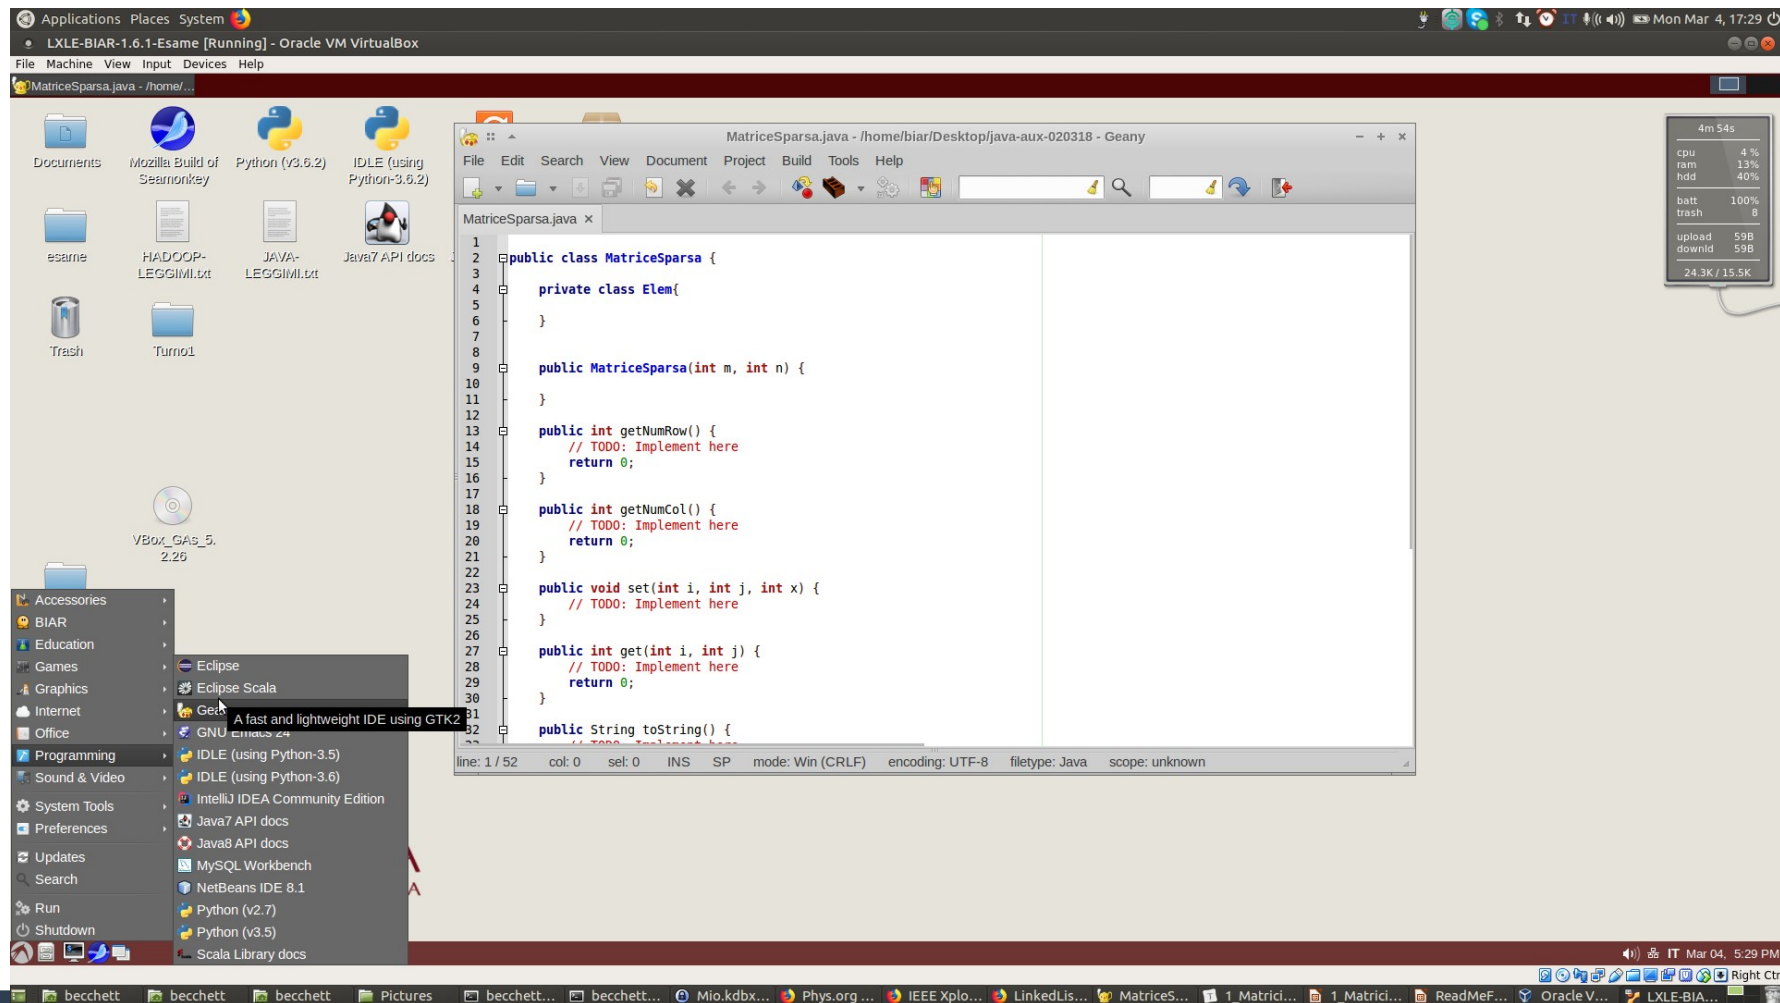 Applications Places System
IT Mon Mar 4, 17:29
LXLE-BIAR-1.6.1-Esame [Running] - Oracle VM VirtualBox
File Machine View Input Devices Help
MatriceSparsa.java - /home/...
Documents
Mozilla Build of Seamonkey
Python (v3.6.2)
IDLE (using Python-3.6.2)
esame
HADOOP-LEGGIMI.txt
JAVA-LEGGIMI.txt
Java7 API docs
Trash
Turno1
VBox_GAs_5.2.26
MatriceSparsa.java - /home/biar/Desktop/java-aux-020318 - Geany
File Edit Search View Document Project Build Tools Help
MatriceSparsa.java
1
2 public class MatriceSparsa {
3
4 private class Elem{
5
6 }
7
8
9 public MatriceSparsa(int m, int n) {
10
11 }
12
13 public int getNumRow() {
14 // TODO: Implement here
15 return 0;
16 }
17
18 public int getNumCol() {
19 // TODO: Implement here
20 return 0;
21 }
22
23 public void set(int i, int j, int x) {
24 // TODO: Implement here
25 }
26
27 public int get(int i, int j) {
28 // TODO: Implement here
29 return 0;
30 }
31
32 public String toString() {
line: 1 / 52 col: 0 sel: 0 INS SP mode: Win (CRLF) encoding: UTF-8 filetype: Java scope: unknown
4m 54s
cpu 4 %
ram 13%
hdd 40%
batt 100%
trash 8
upload 59B
downld 59B
24.3K / 15.5K
Accessories
BIAR
Education
Games
Graphics
Internet
Office
Programming
Sound & Video
System Tools
Preferences
Updates
Search
Run
Shutdown
Eclipse
Eclipse Scala
A fast and lightweight IDE using GTK2
GNU Emacs 24
IDLE (using Python-3.5)
IDLE (using Python-3.6)
IntelliJ IDEA Community Edition
Java7 API docs
Java8 API docs
MySQL Workbench
NetBeans IDE 8.1
Python (v2.7)
Python (v3.5)
Scala Library docs
IT Mar 04, 5:29 PM
Right Ctr
becchett becchett becchett Pictures becchett... becchett... Mio.kdbx... Phys.org ... IEEE Xplo... LinkedLis... MatriceS... 1_Matrici... 1_Matrici... ReadMeF... Oracle V... LXLE-BIA...